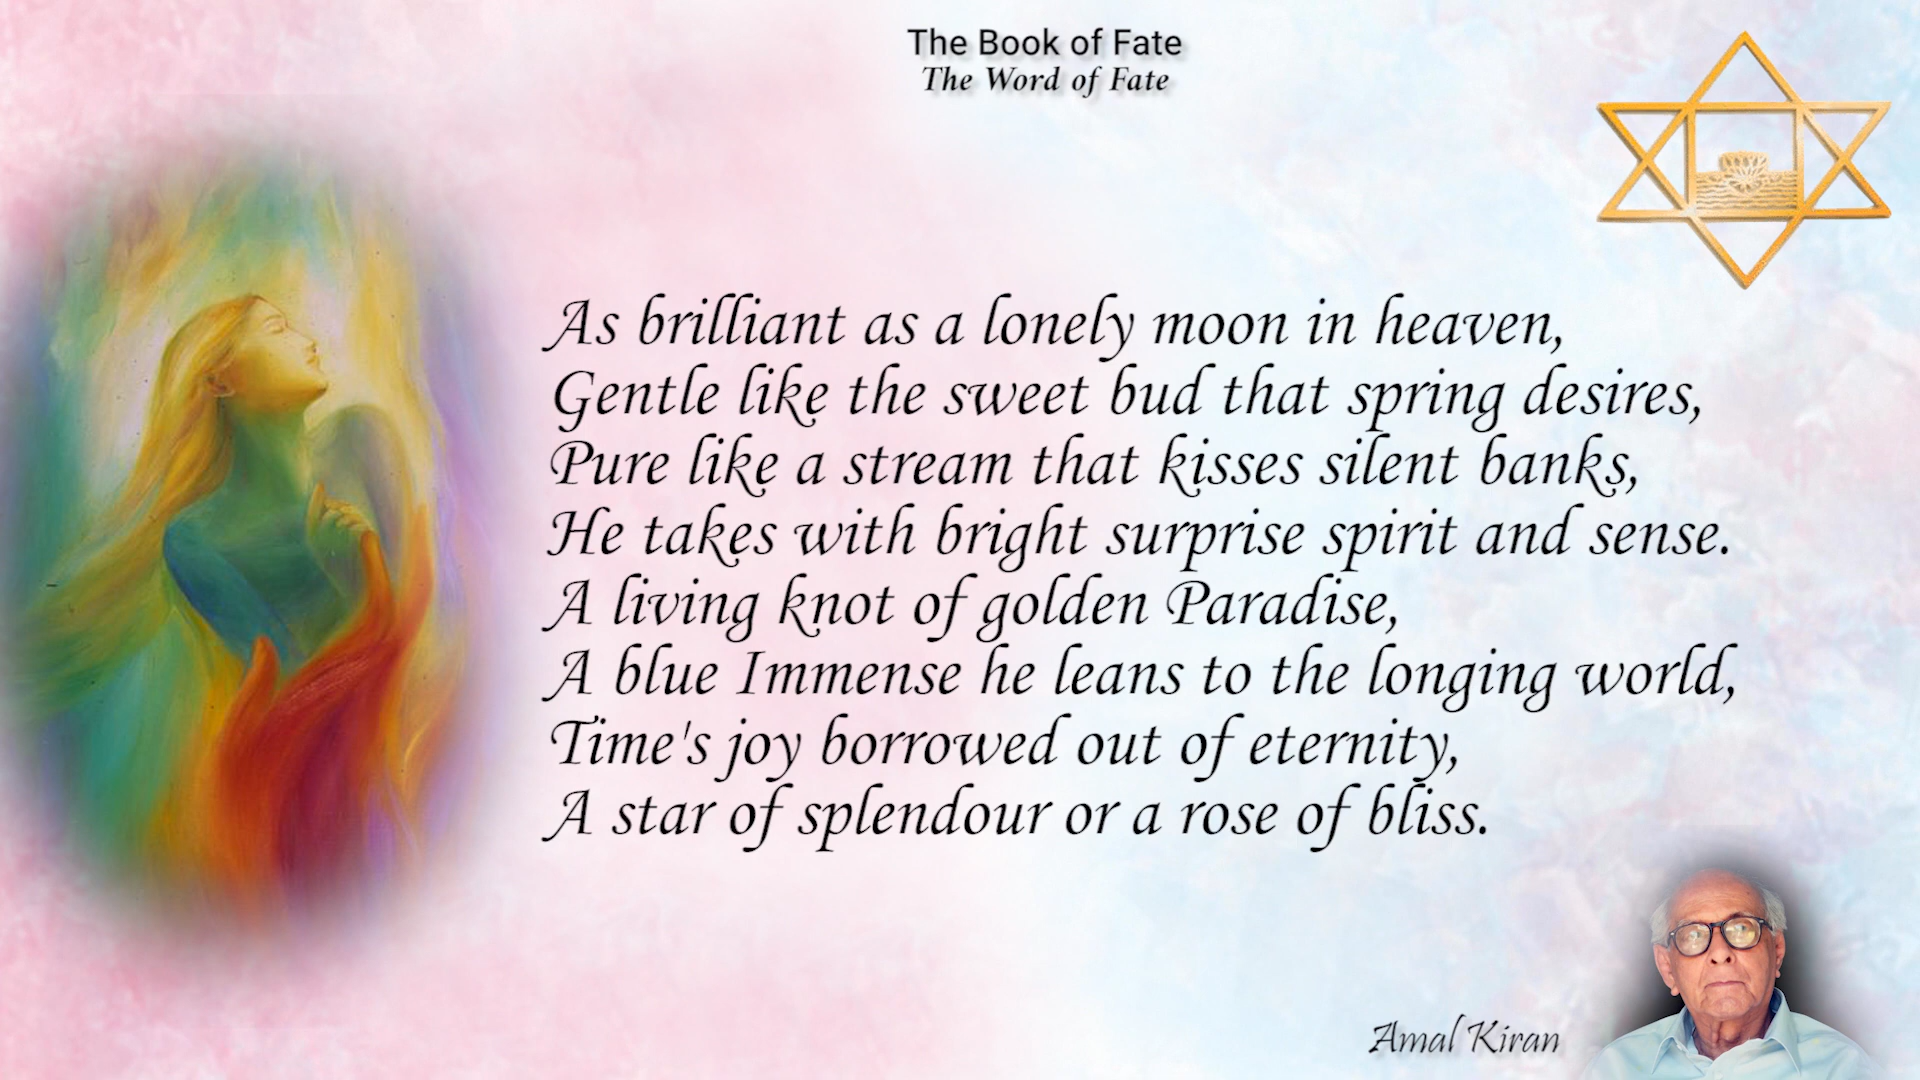 The Book of Fate
The Word of Fate
As brilliant as a lonely moon in heaven,
Gentle like the sweet bud that spring desires,
Pure like a stream that kisses silent banks,
He takes with bright surprise spirit and sense.
A living knot of golden Paradise,
A blue Immense he leans to the longing world,
Time's joy borrowed out of eternity,
A star of splendour or a rose of bliss.
Amal Kiran